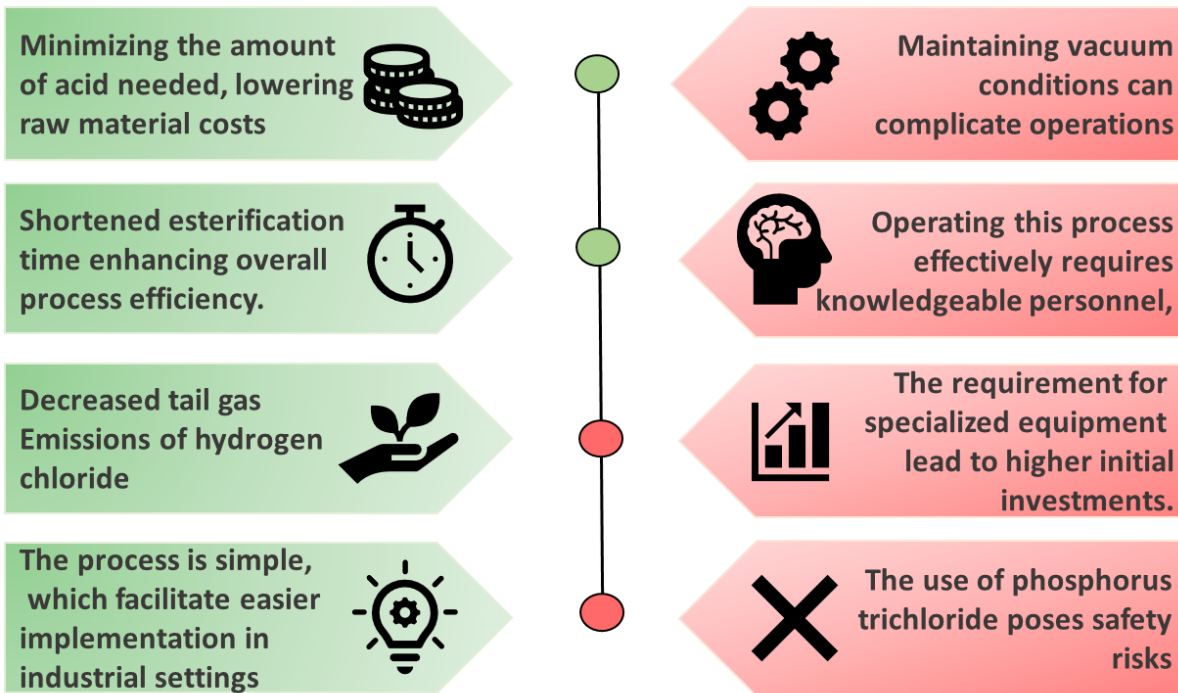 Minimizing the amount
of acid needed, lowering
raw material costs
Shortened esterification
time enhancing overall
process efficiency.
Decreased tail gas
Emissions of hydrogen
chloride
The process is simple,
which facilitate easier
implementation in
industrial settings
Maintaining vacuum
conditions can
complicate operations
Operating this process
effectively requires
knowledgeable personnel,
The requirement for
specialized equipment
lead to higher initial
investments.
The use of phosphorus
trichloride poses safety
risks